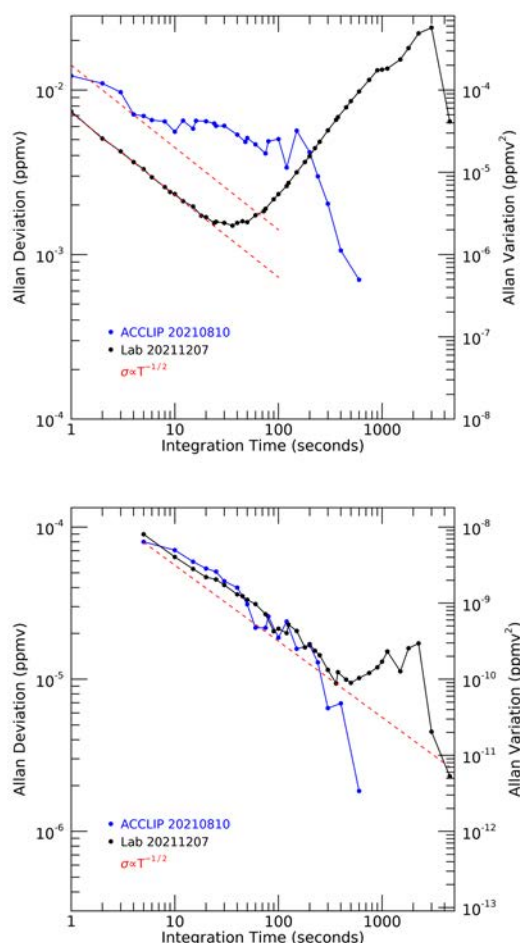 10⁻²
10⁻³
10⁻⁴
Allan Deviation (ppmv)
10⁻⁴
10⁻⁵
10⁻⁶
10⁻⁷
10⁻⁸
Allan Variation (ppmv²)
ACCLIP 20210810
Lab 20211207
σ∝T⁻¹/²
1 10 100 1000
Integration Time (seconds)
10⁻⁴
10⁻⁵
10⁻⁶
Allan Deviation (ppmv)
10⁻⁸
10⁻⁹
10⁻¹⁰
10⁻¹¹
10⁻¹²
10⁻¹³
Allan Variation (ppmv²)
ACCLIP 20210810
Lab 20211207
σ∝T⁻¹/²
1 10 100 1000
Integration Time (seconds)